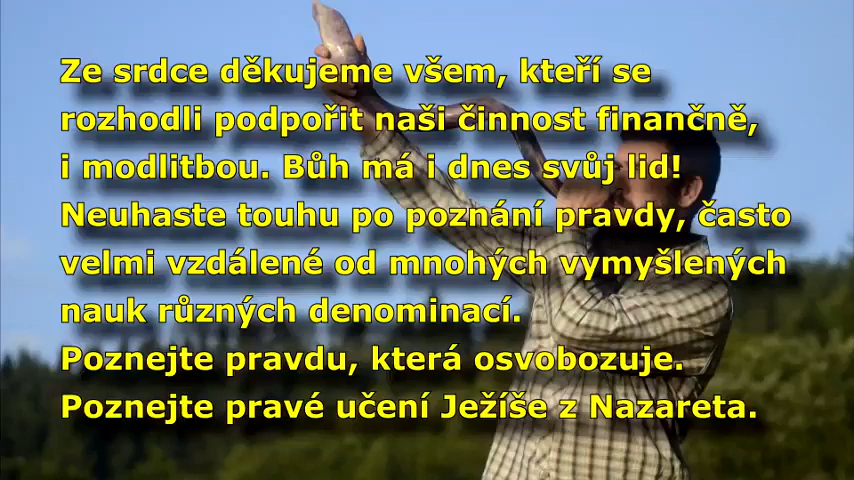 Ze srdce děkujeme všem, kteří se
rozhodli podpořit naši činnost finančně,
i modlitbou. Bůh má i dnes svůj lid!
Neuhaste touhu po poznání pravdy, často
velmi vzdálené od mnohých vymyšlených
nauk různých denominací.
Poznejte pravdu, která osvobozuje.
Poznejte pravé učení Ježíše z Nazareta.